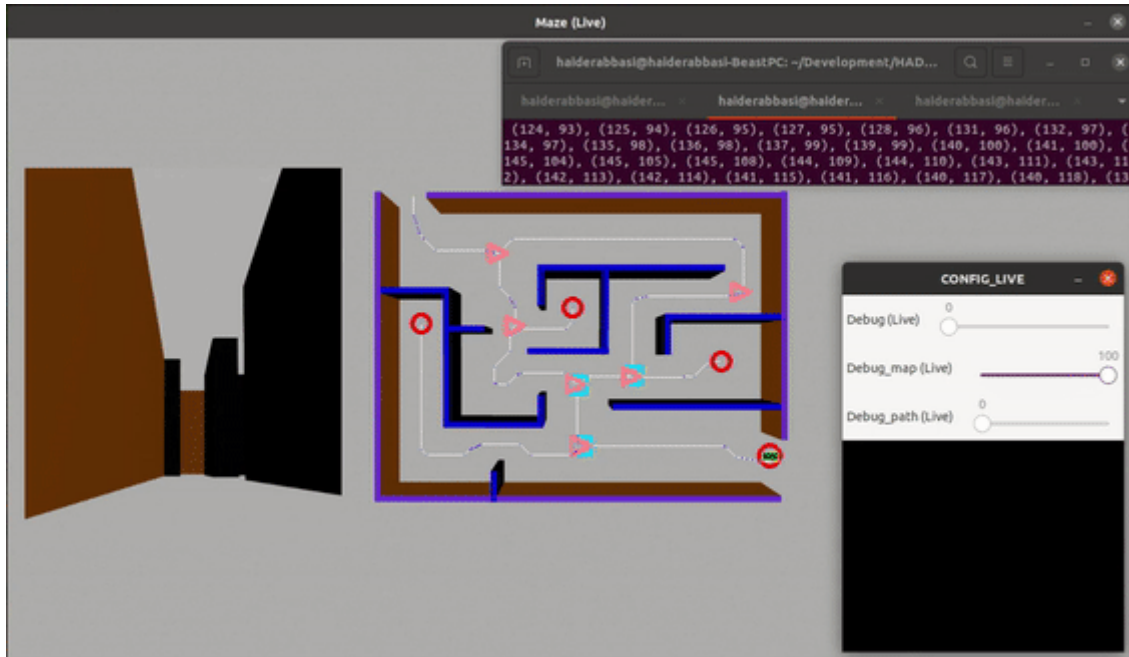 Maze (Live)
haiderabbasi@haiderabbasi-BeastPC: ~/Development/HAD...
haiderabbasi@haider...
haiderabbasi@haider...
haiderabbasi@haider...
(124, 93), (125, 94), (126, 95), (127, 95), (128, 96), (131, 96), (132, 97), (
134, 97), (135, 98), (136, 98), (137, 99), (139, 99), (140, 100), (141, 100), (
145, 104), (145, 105), (145, 108), (144, 109), (144, 110), (143, 111), (143, 11
2), (142, 113), (142, 114), (141, 115), (141, 116), (140, 117), (140, 118), (13
CONFIG_LIVE
0
Debug (Live)
100
Debug_map (Live)
0
Debug_path (Live)